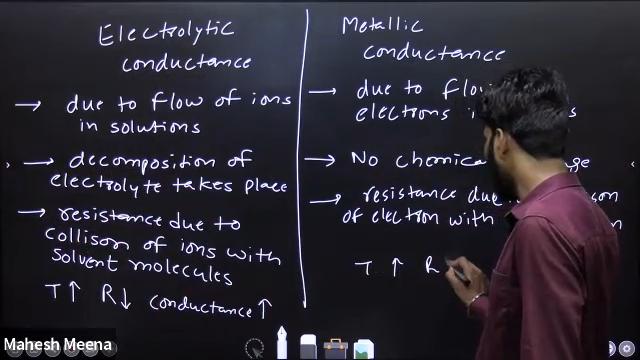 Electrolytic
conductance
→ due to flow of ions
in solutions
→ decomposition of
electrolyte takes place
→ resistance due to
collison of ions with
solvent molecules
T↑ R↓ conductance↑
Metallic
conductance
→ due to
electrons
→ No
→ resistance due
of electron with
T ↑ R
Mahesh Meena